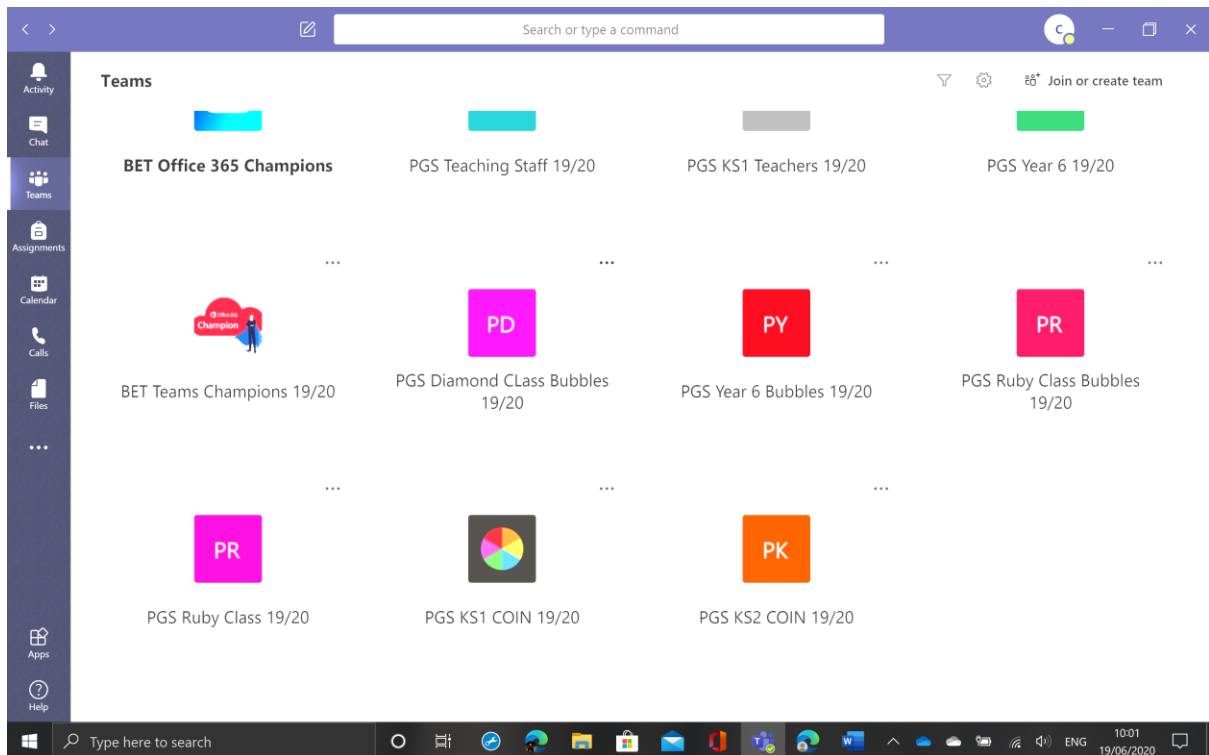 Search or type a command
C
Activity
Chat
Teams
Assignments
Calendar
Calls
Files
Apps
Help
Teams
Join or create team
BET Office 365 Champions
PGS Teaching Staff 19/20
PGS KS1 Teachers 19/20
PGS Year 6 19/20
Office 365
Champion
BET Teams Champions 19/20
PD
PGS Diamond CLass Bubbles
19/20
PY
PGS Year 6 Bubbles 19/20
PR
PGS Ruby Class Bubbles
19/20
PR
PGS Ruby Class 19/20
PGS KS1 COIN 19/20
PK
PGS KS2 COIN 19/20
Type here to search
W
ENG
10:01
19/06/2020